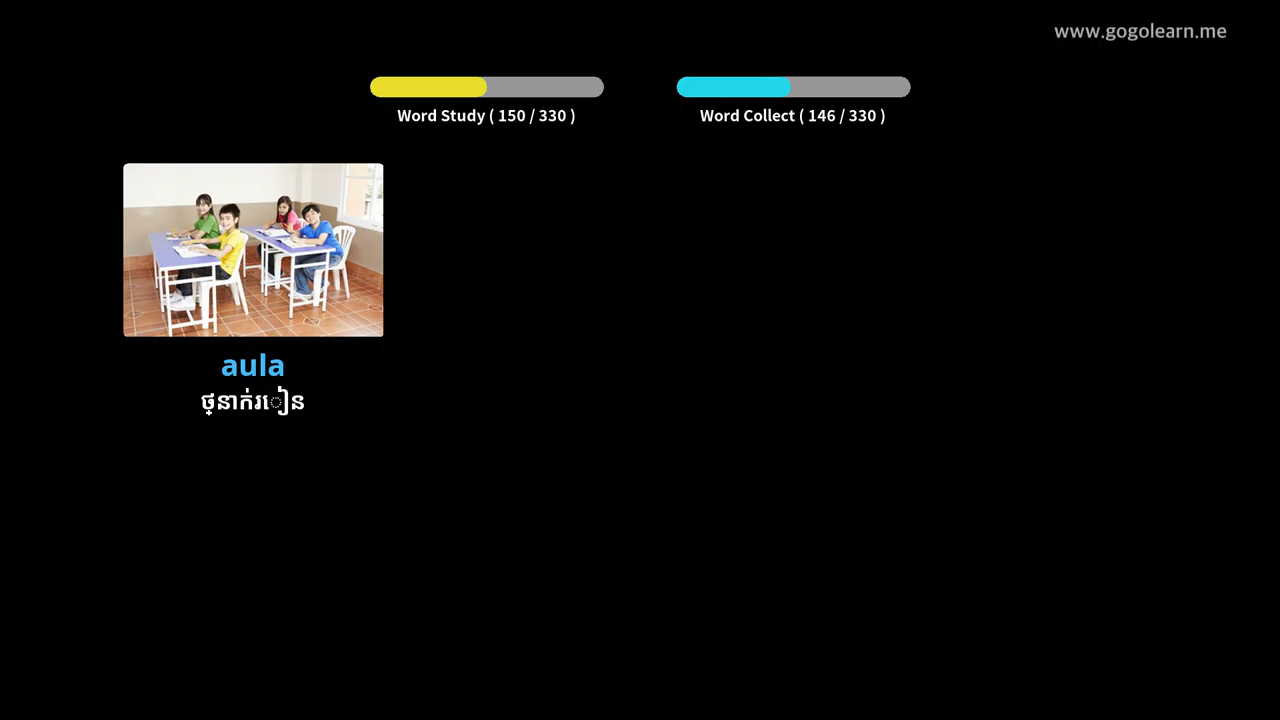 www.gogolearn.me
Word Study ( 150 / 330 )
Word Collect ( 146 / 330 )
aula
ថ្នាក់រៀន